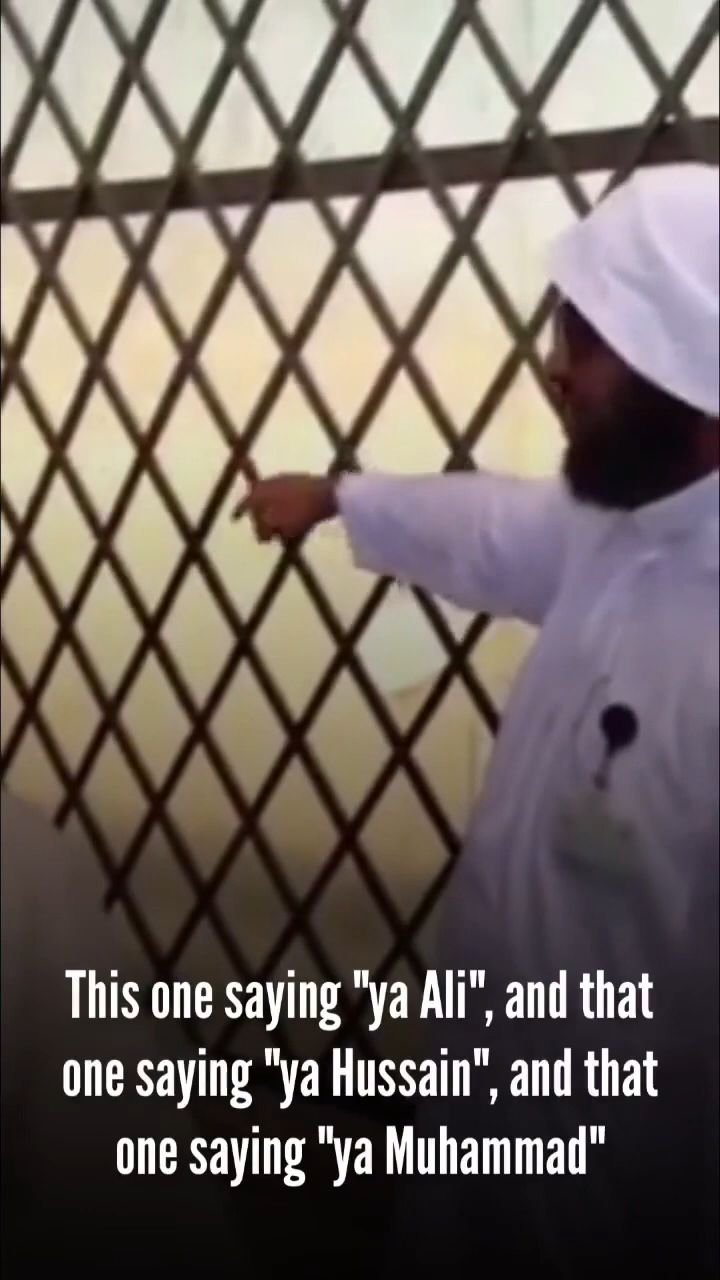 This one saying "ya Ali", and that
one saying "ya Hussain", and that
one saying "ya Muhammad"